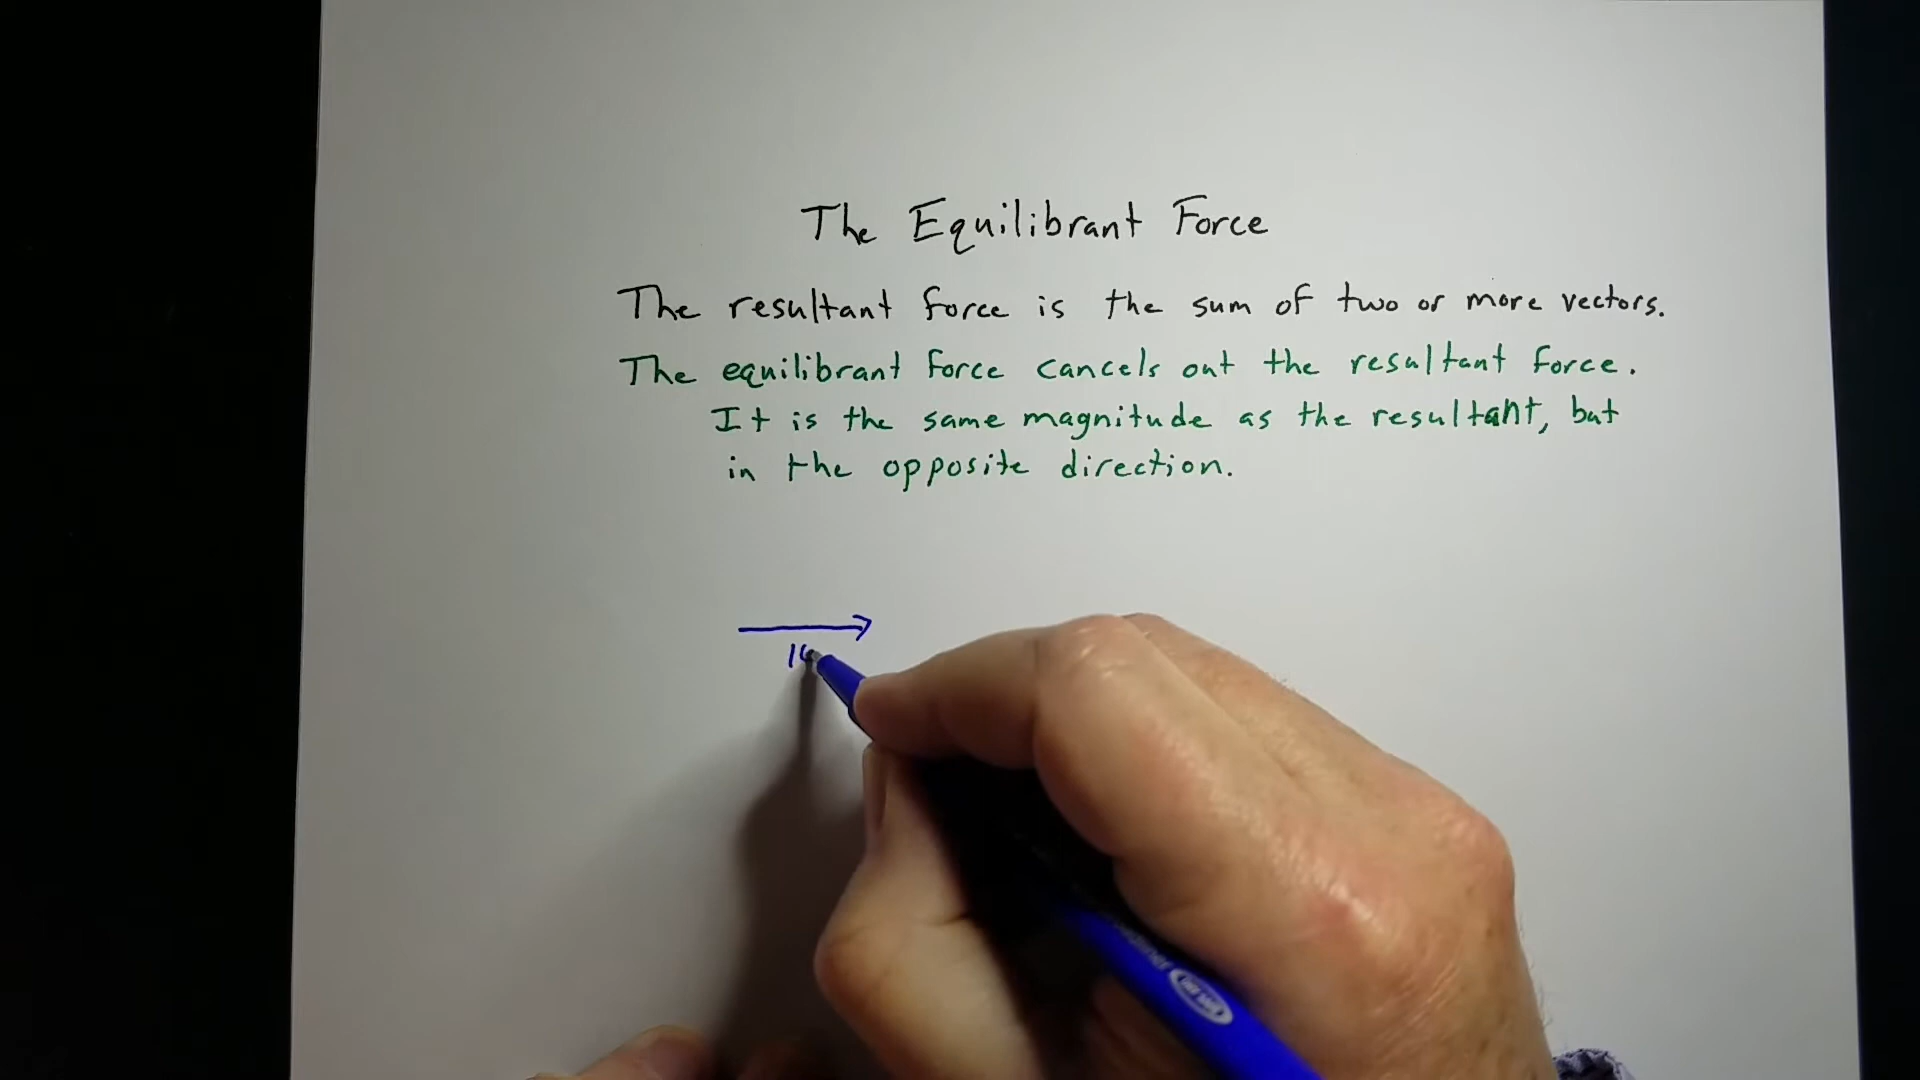 The Equilibrant Force
The resultant force is the sum of two or more vectors.
The equilibrant force cancels out the resultant force.
It is the same magnitude as the resultant, but
in the opposite direction.